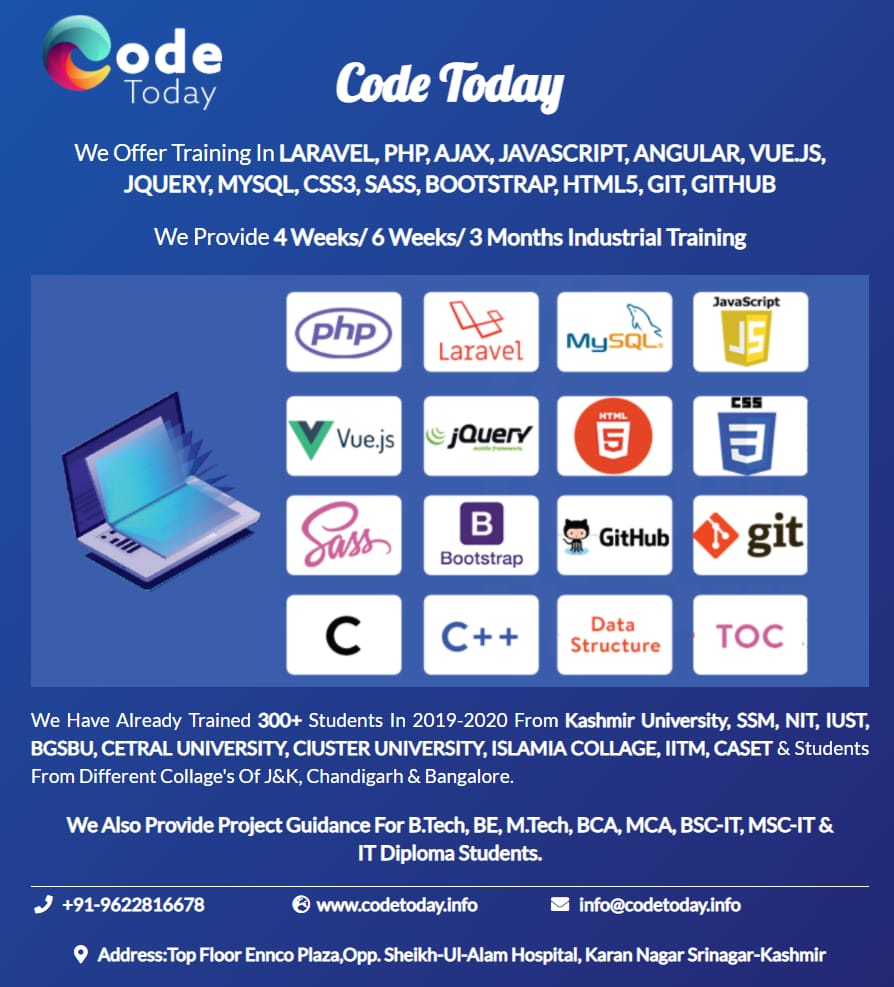 Code
Today
Code Today
We Offer Training In LARAVEL, PHP, AJAX, JAVASCRIPT, ANGULAR, VUE.JS,
JQUERY, MYSQL, CSS3, SASS, BOOTSTRAP, HTML5, GIT, GITHUB
We Provide 4 Weeks/ 6 Weeks/ 3 Months Industrial Training
php
Laravel
MySQL
JavaScript
JS
Vue.js
jQuery
mobile framework
HTML
5
CSS
3
Sass
B
Bootstrap
GitHub
git
C
C++
Data
Structure
TOC
We Have Already Trained 300+ Students In 2019-2020 From Kashmir University, SSM, NIT, IUST,
BGSBU, CETRAL UNIVERSITY, ClUSTER UNIVERSITY, ISLAMIA COLLAGE, IITM, CASET & Students
From Different Collage's Of J&K, Chandigarh & Bangalore.
We Also Provide Project Guidance For B.Tech, BE, M.Tech, BCA, MCA, BSC-IT, MSC-IT &
IT Diploma Students.
+91-9622816678 www.codetoday.info info@codetoday.info
Address:Top Floor Ennco Plaza,Opp. Sheikh-Ul-Alam Hospital, Karan Nagar Srinagar-Kashmir